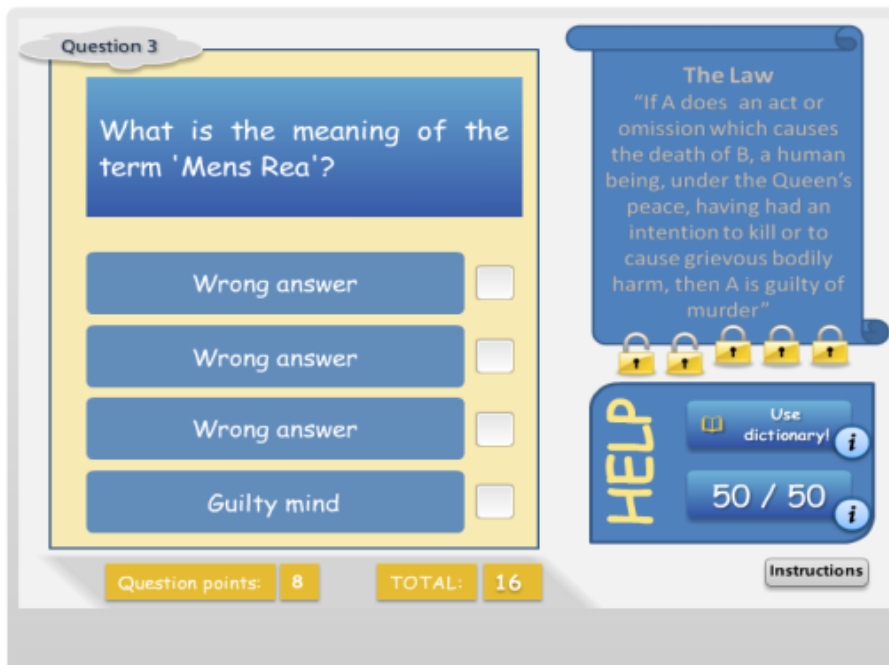 Question 3
What is the meaning of the
term 'Mens Rea'?
Wrong answer
Wrong answer
Wrong answer
Guilty mind
Question points: 8
TOTAL: 16
The Law
“If A does an act or
omission which causes
the death of B, a human
being, under the Queen’s
peace, having had an
intention to kill or to
cause grievous bodily
harm, then A is guilty of
murder”
HELP
Use
dictionary!
i
50 / 50
i
Instructions